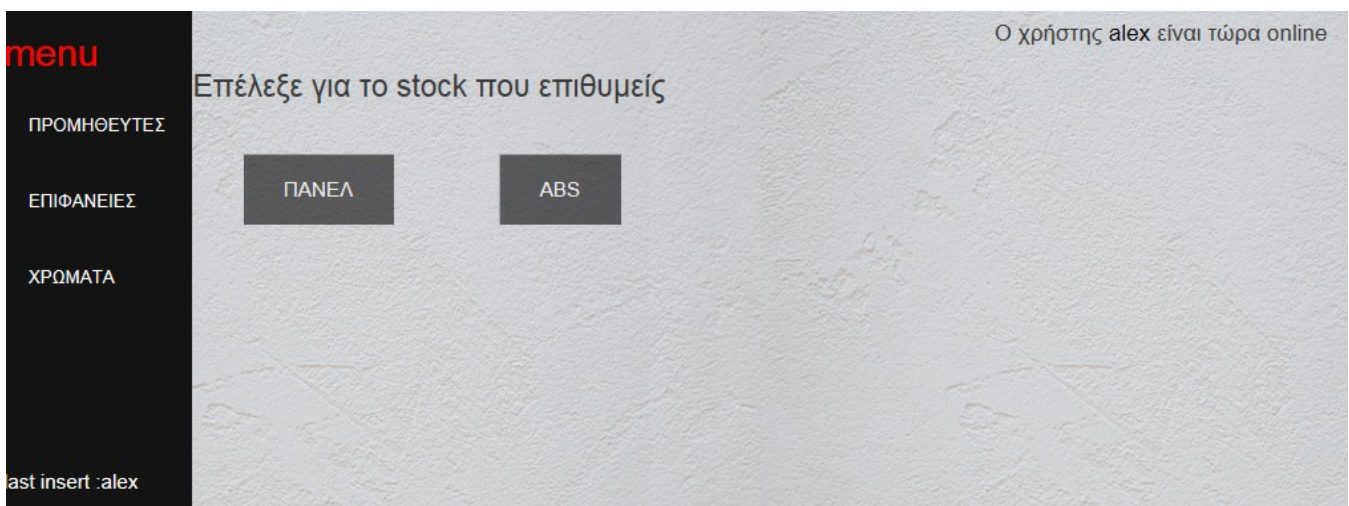 menu
ΠΡΟΜΗΘΕΥΤΕΣ
ΕΠΙΦΑΝΕΙΕΣ
ΧΡΩΜΑΤΑ
last insert :alex
Ο χρήστης alex είναι τώρα online
Επέλεξε για το stock που επιθυμείς
ΠΑΝΕΛ
ABS